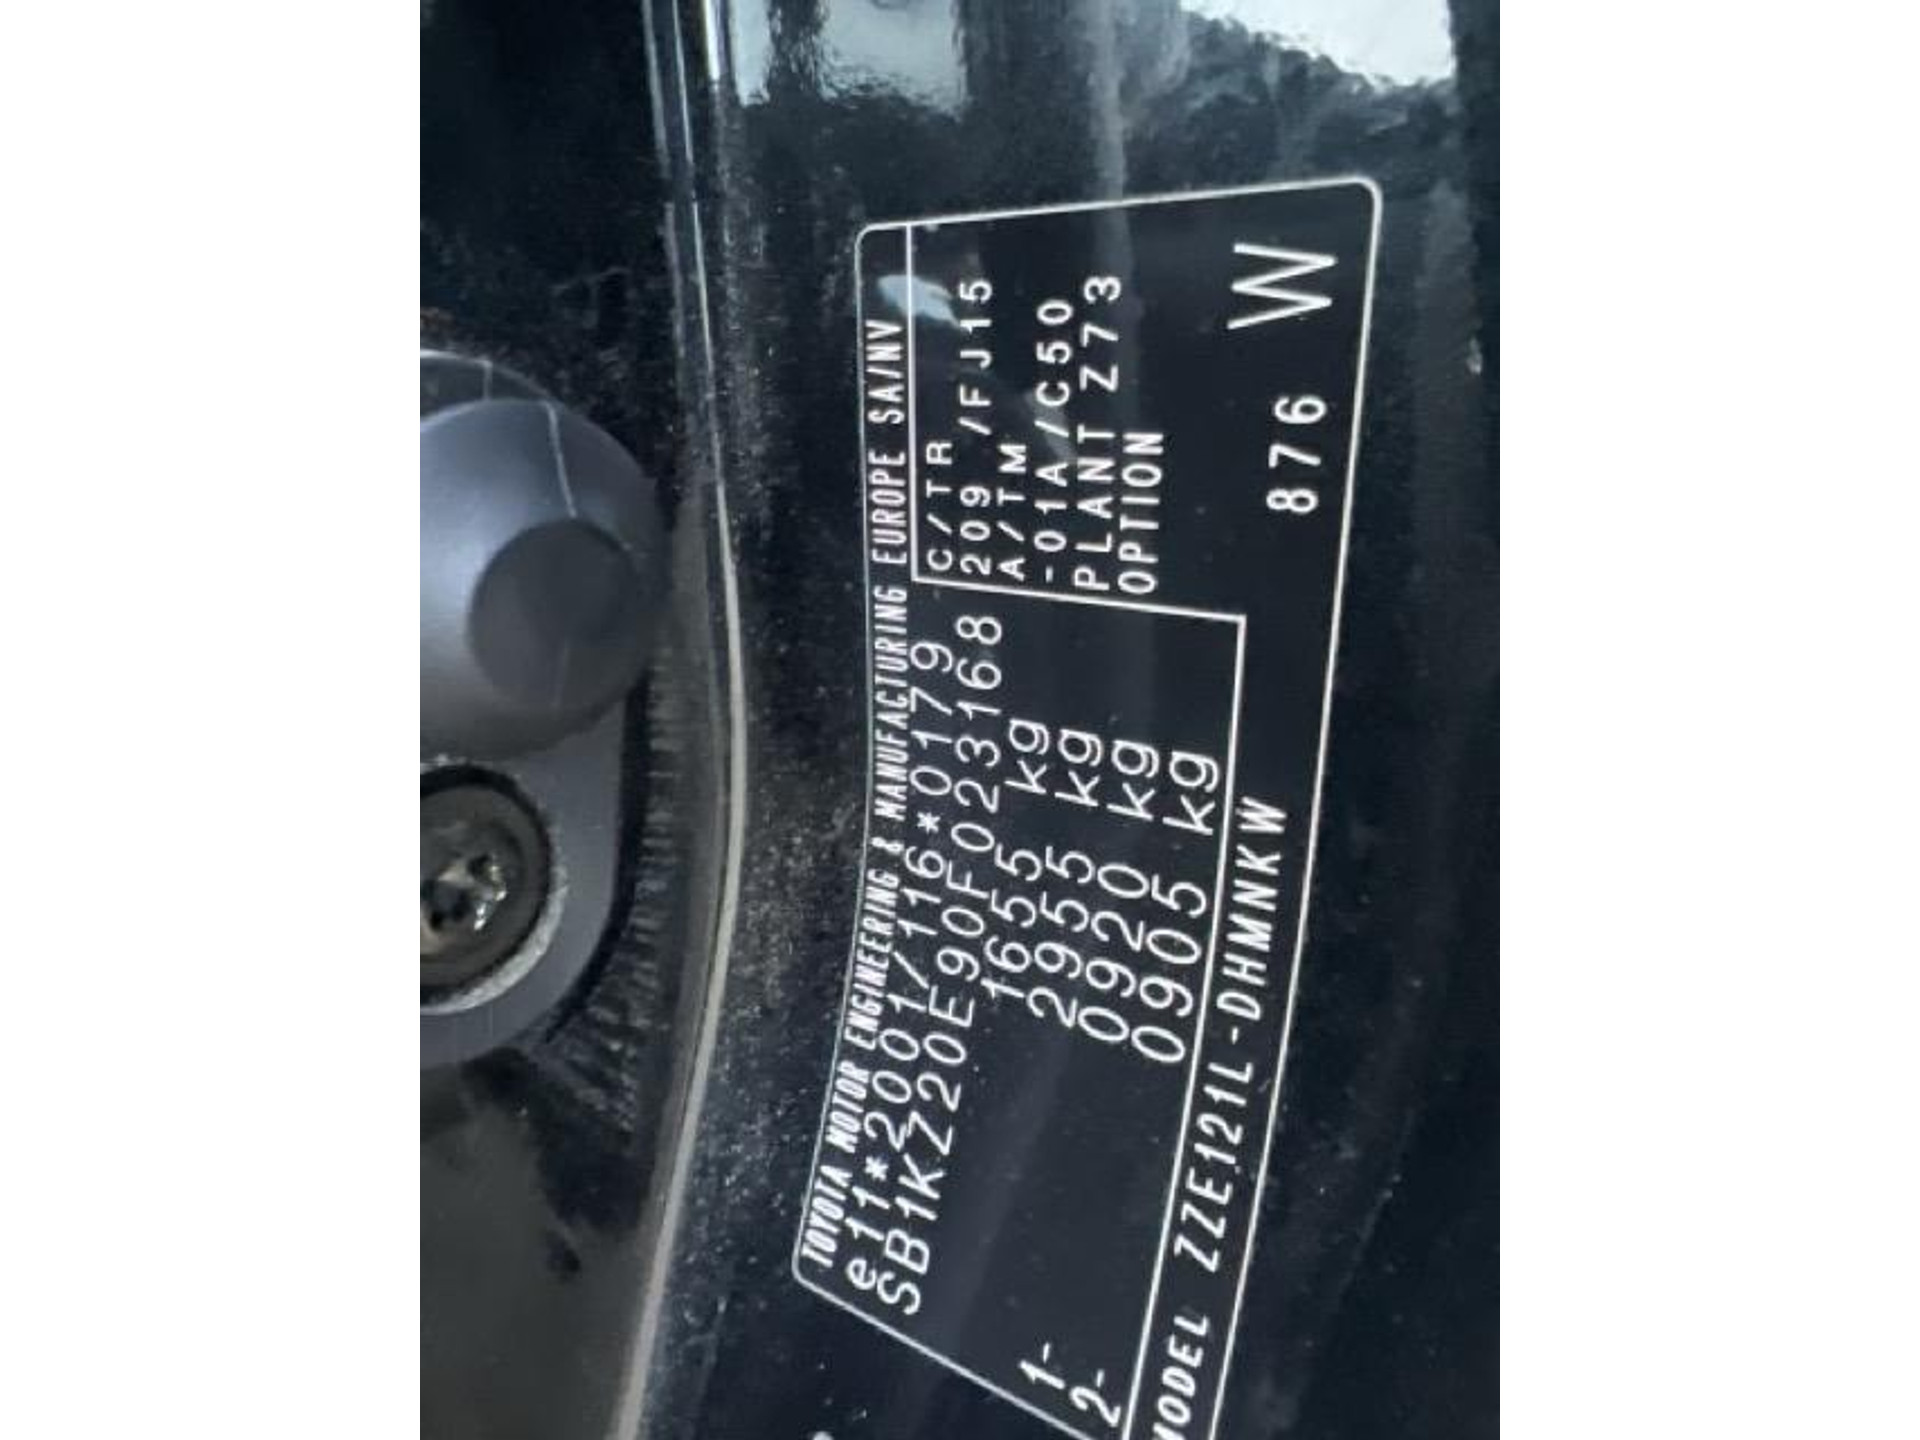 TOYOTA MOTOR ENGINEERING & MANUFACTURING EUROPE SA/NV
e11*2001/116*0179
SB1KZ20E90F023168
1655 kg
2955 kg
1- 0920 kg
2- 0905 kg
C/TR
209 /FJ15
A/TM
-01A/C50
PLANT Z73
OPTION
MODEL ZZE121L-DHMNKW
876 W